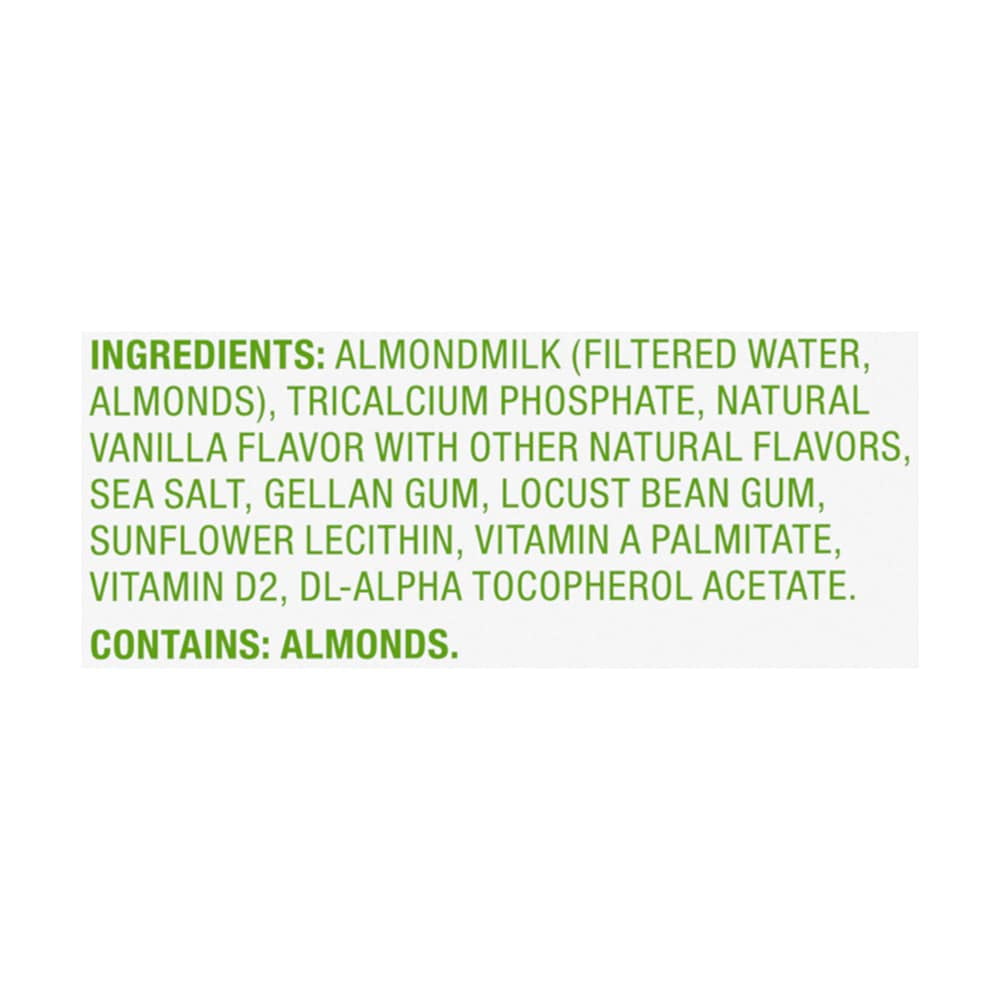 INGREDIENTS: ALMONDMILK (FILTERED WATER,
ALMONDS), TRICALCIUM PHOSPHATE, NATURAL
VANILLA FLAVOR WITH OTHER NATURAL FLAVORS,
SEA SALT, GELLAN GUM, LOCUST BEAN GUM,
SUNFLOWER LECITHIN, VITAMIN A PALMITATE,
VITAMIN D2, DL-ALPHA TOCOPHEROL ACETATE.
CONTAINS: ALMONDS.